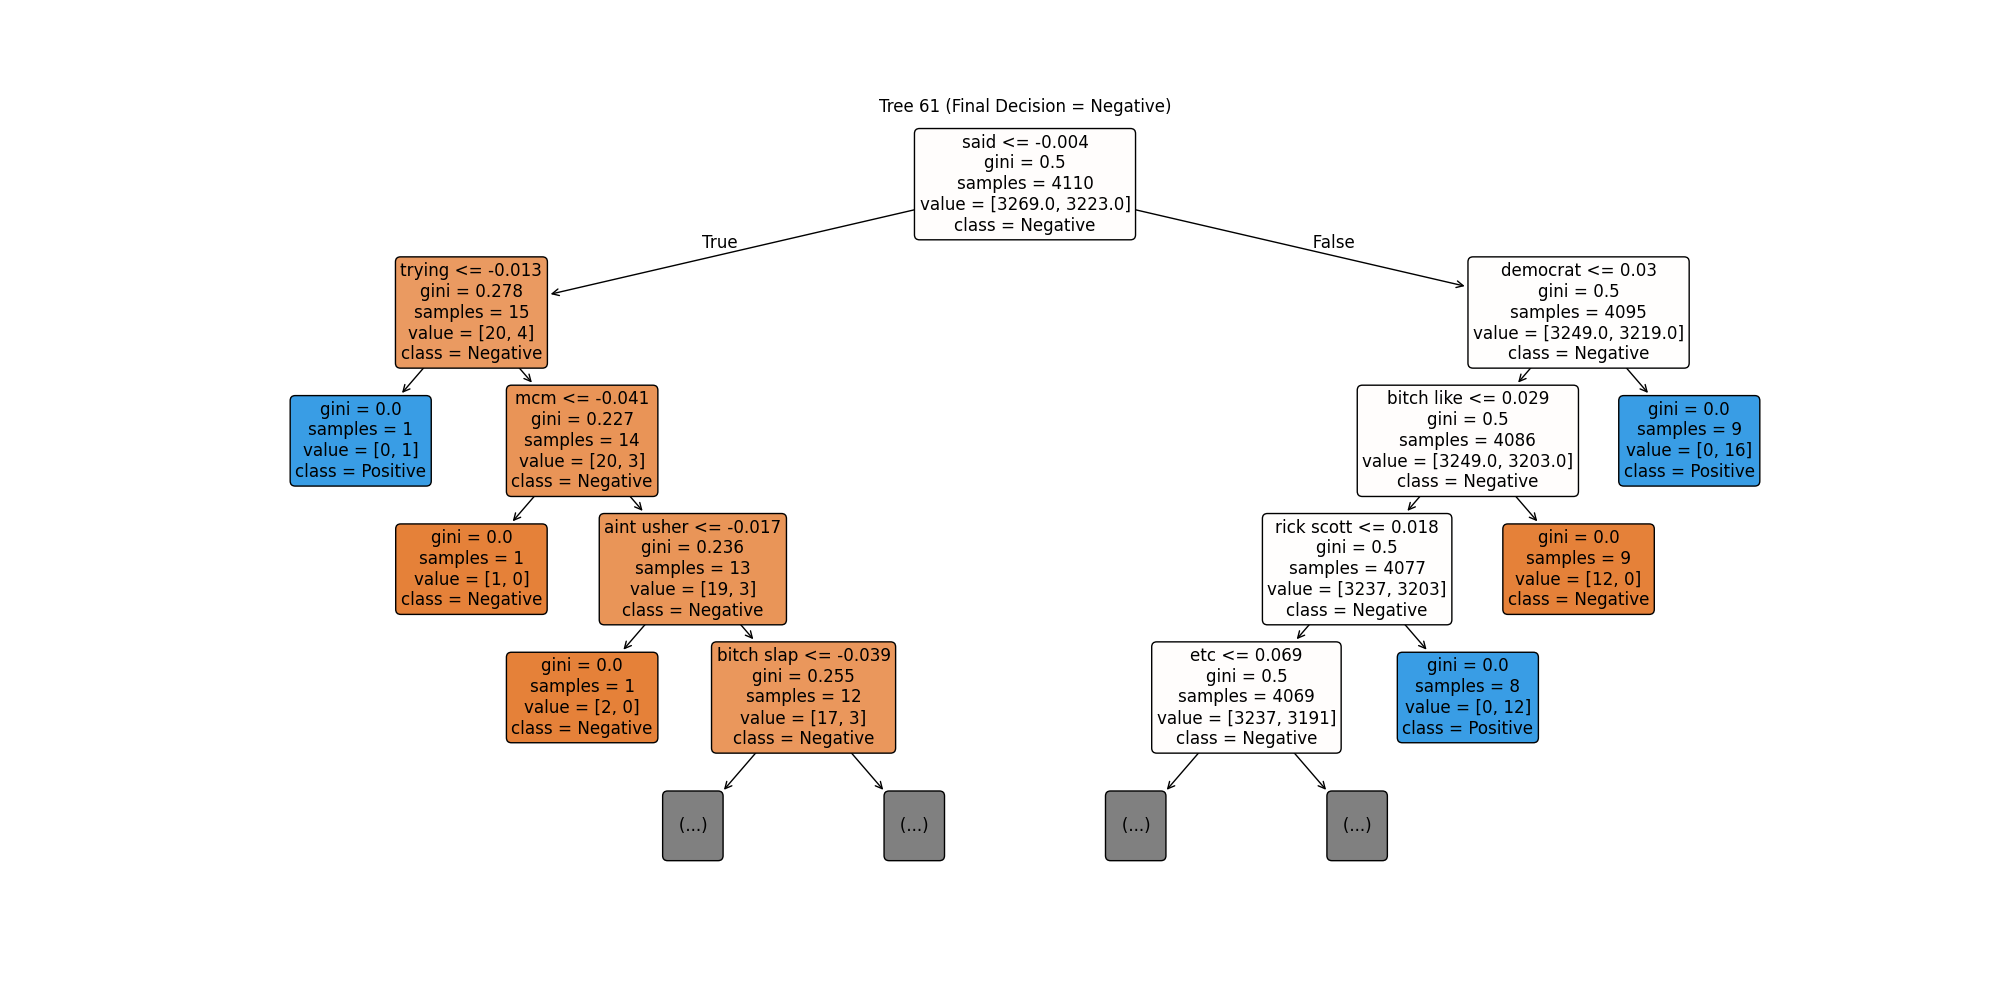 Tree 61 (Final Decision = Negative)
said <= -0.004
gini = 0.5
samples = 4110
value = [3269.0, 3223.0]
class = Negative
True
False
trying <= -0.013
gini = 0.278
samples = 15
value = [20, 4]
class = Negative
democrat <= 0.03
gini = 0.5
samples = 4095
value = [3249.0, 3219.0]
class = Negative
gini = 0.0
samples = 1
value = [0, 1]
class = Positive
mcm <= -0.041
gini = 0.227
samples = 14
value = [20, 3]
class = Negative
bitch like <= 0.029
gini = 0.5
samples = 4086
value = [3249.0, 3203.0]
class = Negative
gini = 0.0
samples = 9
value = [0, 16]
class = Positive
gini = 0.0
samples = 1
value = [1, 0]
class = Negative
aint usher <= -0.017
gini = 0.236
samples = 13
value = [19, 3]
class = Negative
rick scott <= 0.018
gini = 0.5
samples = 4077
value = [3237, 3203]
class = Negative
gini = 0.0
samples = 9
value = [12, 0]
class = Negative
gini = 0.0
samples = 1
value = [2, 0]
class = Negative
bitch slap <= -0.039
gini = 0.255
samples = 12
value = [17, 3]
class = Negative
etc <= 0.069
gini = 0.5
samples = 4069
value = [3237, 3191]
class = Negative
gini = 0.0
samples = 8
value = [0, 12]
class = Positive
(...)
(...)
(...)
(...)